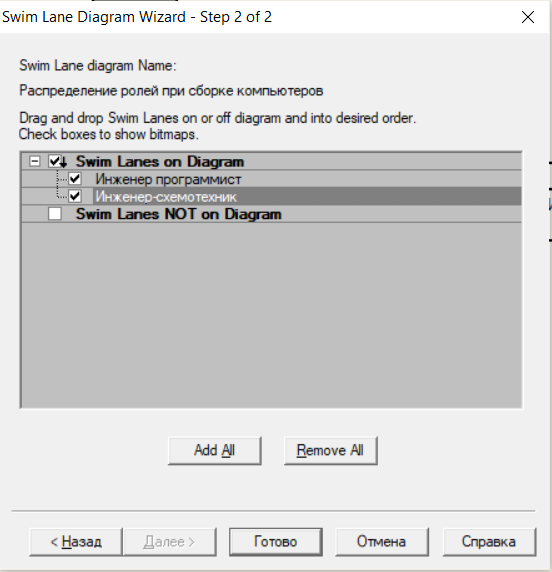 Swim Lane Diagram Wizard - Step 2 of 2
Swim Lane diagram Name:
Распределение ролей при сборке компьютеров
Drag and drop Swim Lanes on or off diagram and into desired order.
Check boxes to show bitmaps.
Swim Lanes on Diagram
Инженер программист
Инженер-схемотехник
Swim Lanes NOT on Diagram
Add All
Remove All
< Назад
Далее >
Готово
Отмена
Справка